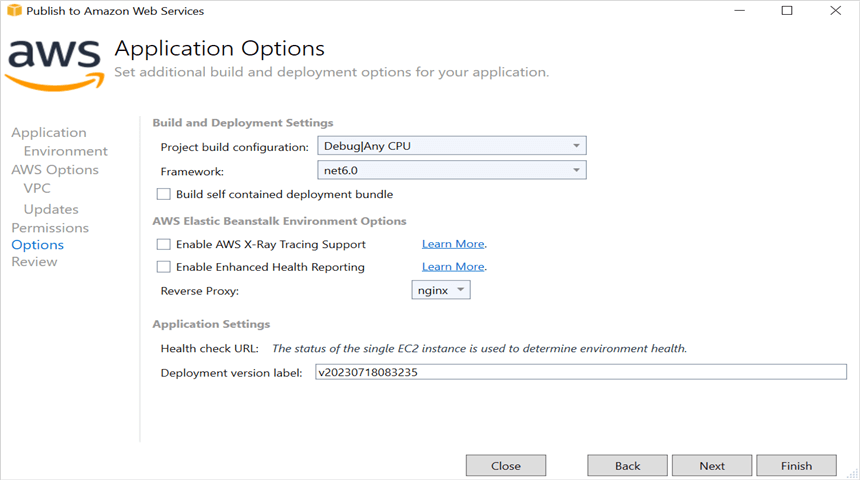 Publish to Amazon Web Services
aws
Application Options
Set additional build and deployment options for your application.
Application
Environment
AWS Options
VPC
Updates
Permissions
Options
Review
Build and Deployment Settings
Project build configuration: Debug|Any CPU
Framework: net6.0
Build self contained deployment bundle
AWS Elastic Beanstalk Environment Options
Enable AWS X-Ray Tracing Support Learn More.
Enable Enhanced Health Reporting Learn More.
Reverse Proxy: nginx
Application Settings
Health check URL: The status of the single EC2 instance is used to determine environment health.
Deployment version label: v20230718083235
Close Back Next Finish